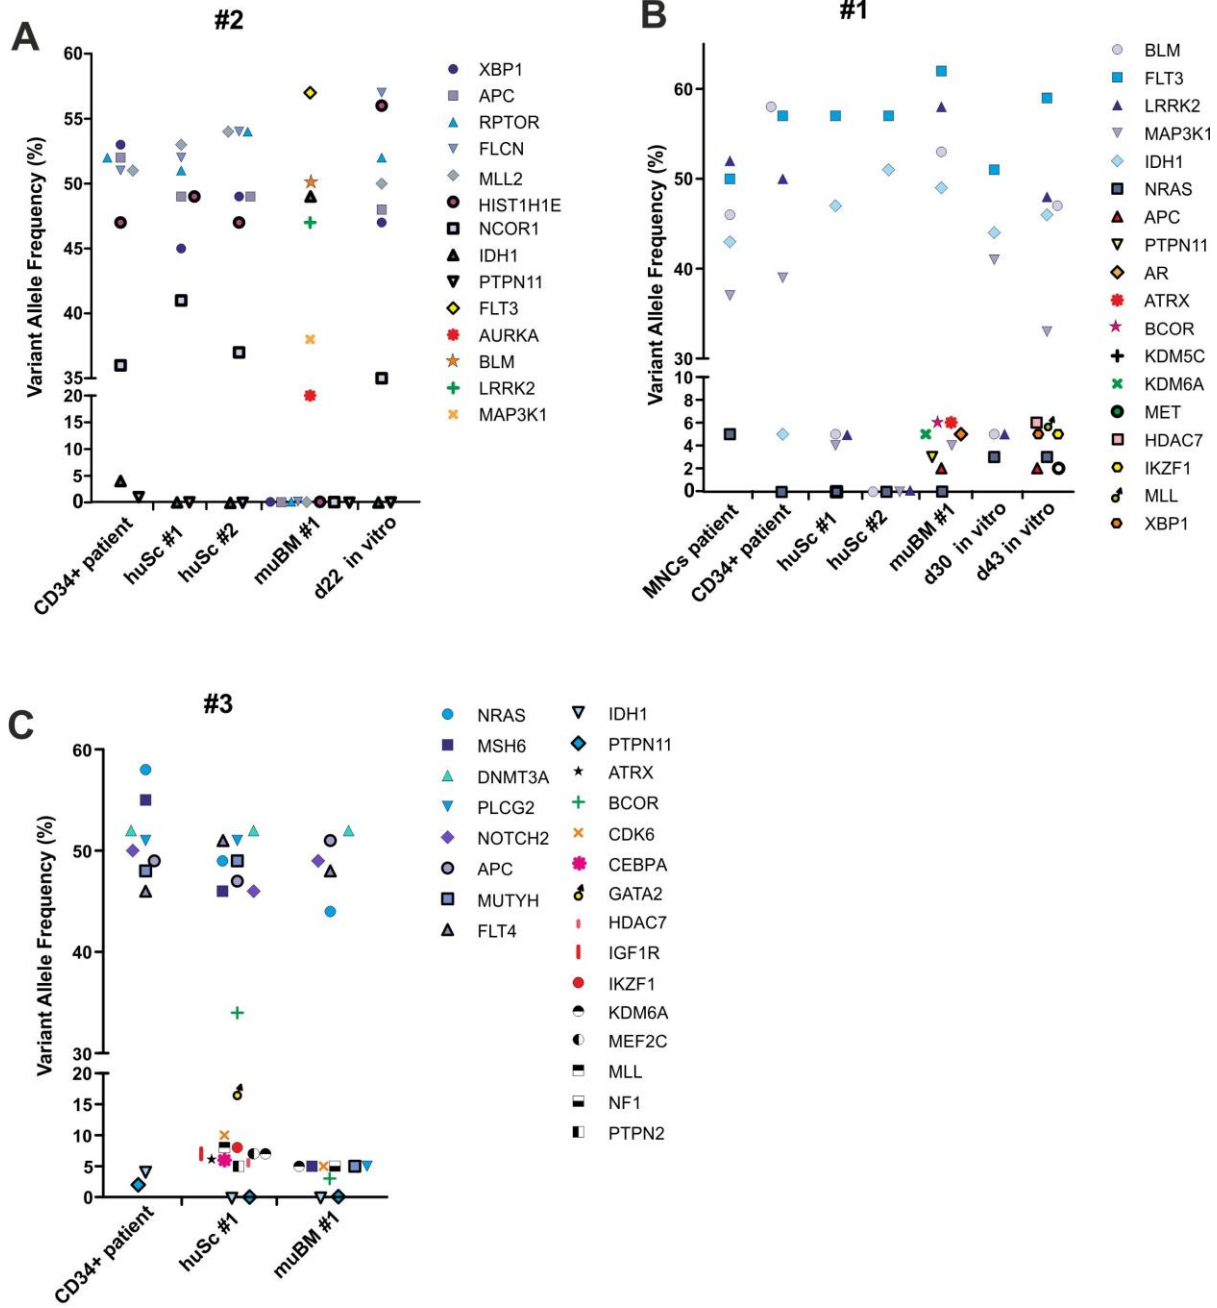 A
#2
Variant Allele Frequency (%)
60
55
50
45
40
35
20
15
10
5
0
CD34+ patient
huSc #1
huSc #2
muBM #1
d22 in vitro
XBP1
APC
RPTOR
FLCN
MLL2
HIST1H1E
NCOR1
IDH1
PTPN11
FLT3
AURKA
BLM
LRRK2
MAP3K1
B
#1
Variant Allele Frequency (%)
60
50
40
30
10
8
6
4
2
0
MNCs patient
CD34+ patient
huSc #1
huSc #2
muBM #1
d30 in vitro
d43 in vitro
BLM
FLT3
LRRK2
MAP3K1
IDH1
NRAS
APC
PTPN11
AR
ATRX
BCOR
KDM5C
KDM6A
MET
HDAC7
IKZF1
MLL
XBP1
C
#3
Variant Allele Frequency (%)
60
50
40
30
20
15
10
5
0
CD34+ patient
huSc #1
muBM #1
NRAS
MSH6
DNMT3A
PLCG2
NOTCH2
APC
MUTYH
FLT4
IDH1
PTPN11
ATRX
BCOR
CDK6
CEBPA
GATA2
HDAC7
IGF1R
IKZF1
KDM6A
MEF2C
MLL
NF1
PTPN2